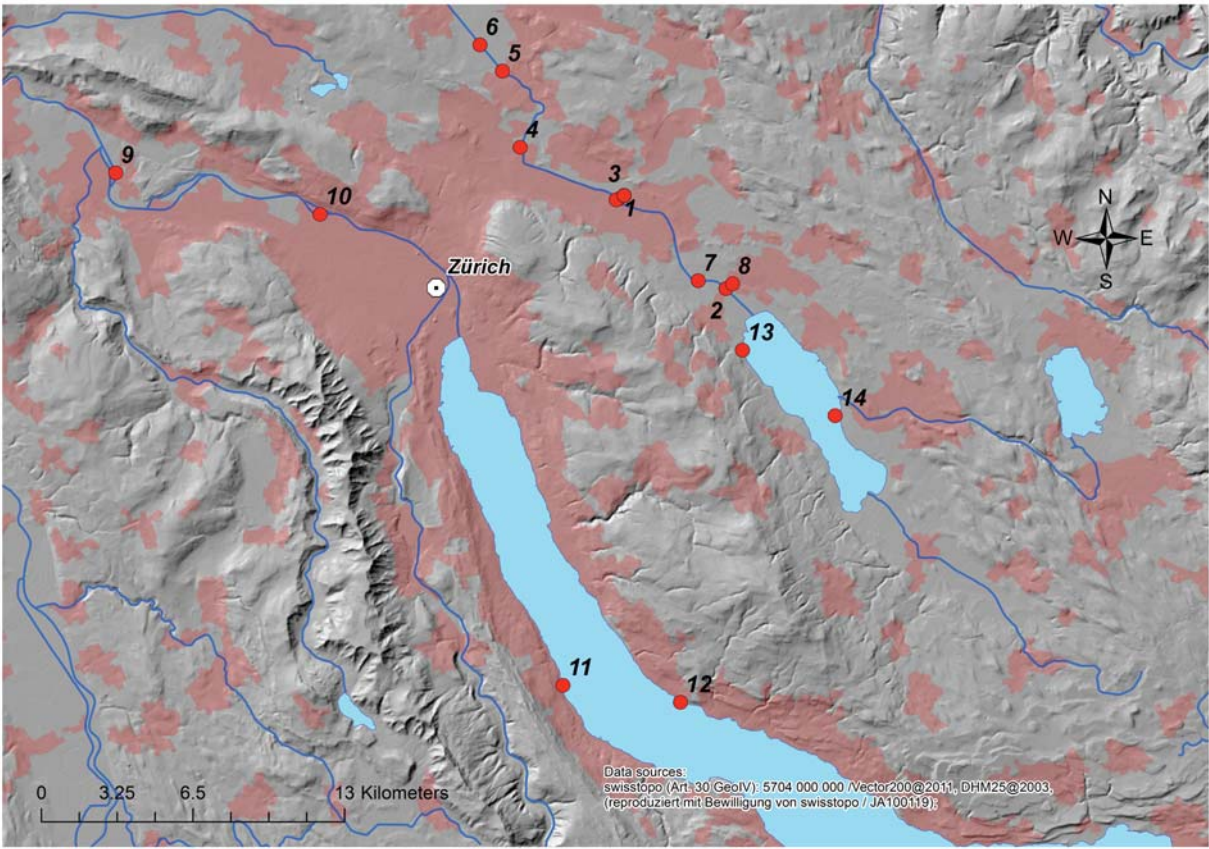 6
5
4
9
3
10
1
N
W E
S
Zürich
7
8
2
13
14
11
12
Data sources:
swisstopo (Art. 30 GeoIV): 5704 000 000 /Vector200@2011, DHM25@2003,
(reproduziert mit Bewilligung von swisstopo / JA100119);
0 3.25 6.5 13 Kilometers